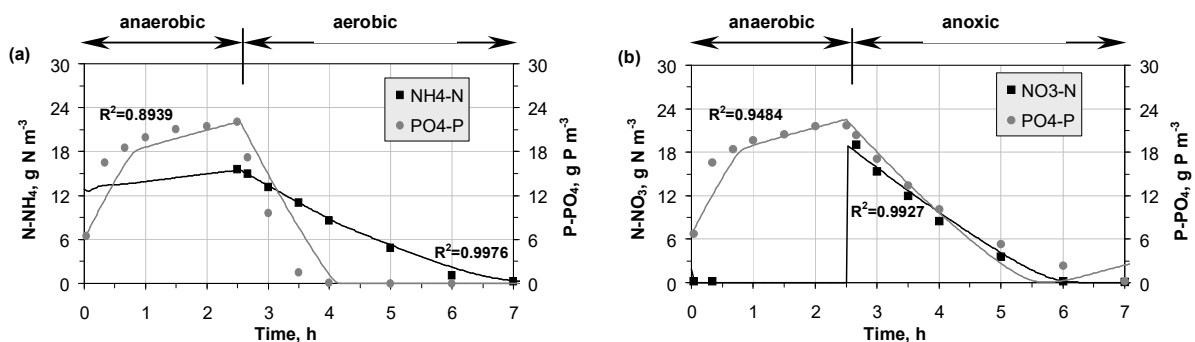 anaerobic aerobic
(a)
30 30
24 24
18 18
12 12
6 6
0 0
0 1 2 3 4 5 6 7
Time, h
N-NH₄, g N m⁻³
P-PO₄, g P m⁻³
R²=0.8939
NH4-N
PO4-P
R²=0.9976
anaerobic anoxic
(b)
30 30
24 24
18 18
12 12
6 6
0 0
0 1 2 3 4 5 6 7
Time, h
N-NO₃, g N m⁻³
P-PO₄, g P m⁻³
R²=0.9484
NO3-N
PO4-P
R²=0.9927